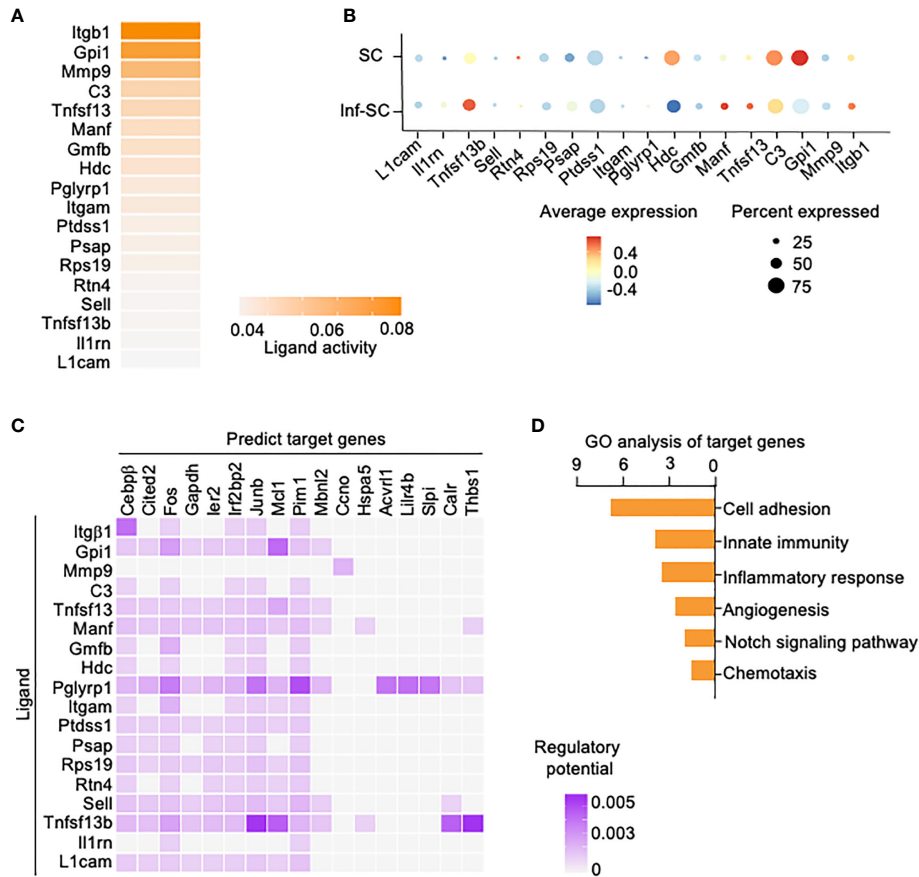 A
Itgb1
Gpi1
Mmp9
C3
Tnfsf13
Manf
Gmfb
Hdc
Pglyrp1
Itgam
Ptdss1
Psap
Rps19
Rtn4
Sell
Tnfsf13b
Il1rn
L1cam
0.04 0.06 0.08
Ligand activity
B
SC
Inf-SC
L1cam Il1rn Tnfsf13b Sell Rtn4 Rps19 Psap Ptdss1 Itgam Pglyrp1 Hdc Gmfb Manf Tnfsf13 C3 Gpi1 Mmp9 Itgb1
Average expression
0.4
0.0
-0.4
Percent expressed
25
50
75
C
Predict target genes
Cebpβ Cited2 Fos Gapdh Ier2 Irf2bp2 Junb Mcl1 Pim1 Mbnl2 Ccno Hspa5 Acvrl1 Lilr4b Slpi Calr Thbs1
Ligand
Itgβ1
Gpi1
Mmp9
C3
Tnfsf13
Manf
Gmfb
Hdc
Pglyrp1
Itgam
Ptdss1
Psap
Rps19
Rtn4
Sell
Tnfsf13b
Il1rn
L1cam
D
GO analysis of target genes
9 6 3 0
Cell adhesion
Innate immunity
Inflammatory response
Angiogenesis
Notch signaling pathway
Chemotaxis
Regulatory
potential
0.005
0.003
0